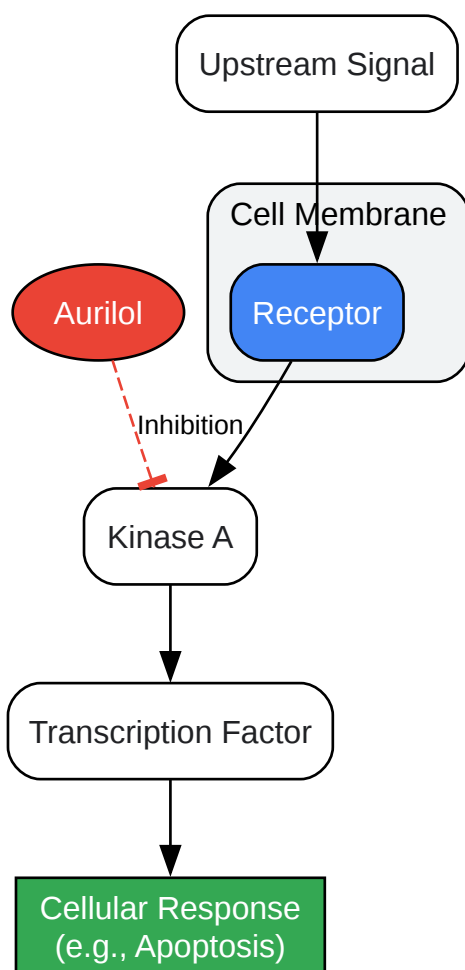 Upstream Signal
Cell Membrane
Aurilol
Receptor
Inhibition
Kinase A
Transcription Factor
Cellular Response
(e.g., Apoptosis)